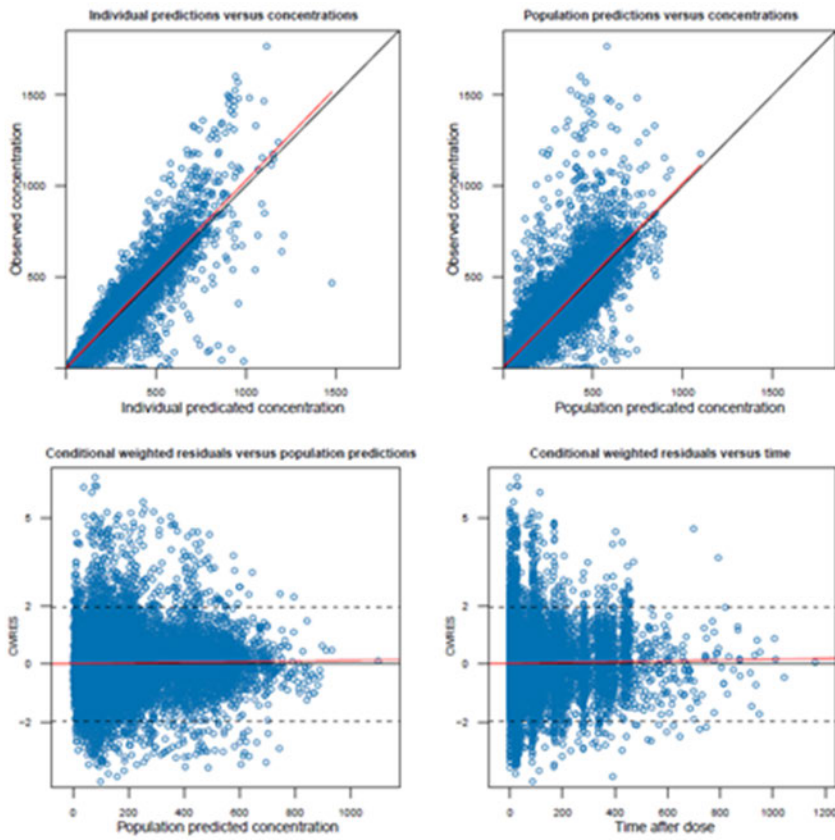 Individual predictions versus concentrations
Observed concentration
1500
1000
500
500
1000
1500
Individual predicated concentration
Population predictions versus concentrations
Observed concentration
1500
1000
500
500
1000
1500
Population predicated concentration
Conditional weighted residuals versus population predictions
CWRES
5
2
0
−2
0
200
400
600
800
1000
Population predicted concentration
Conditional weighted residuals versus time
CWRES
5
2
0
−2
0
200
400
600
800
1000
1200
Time after dose